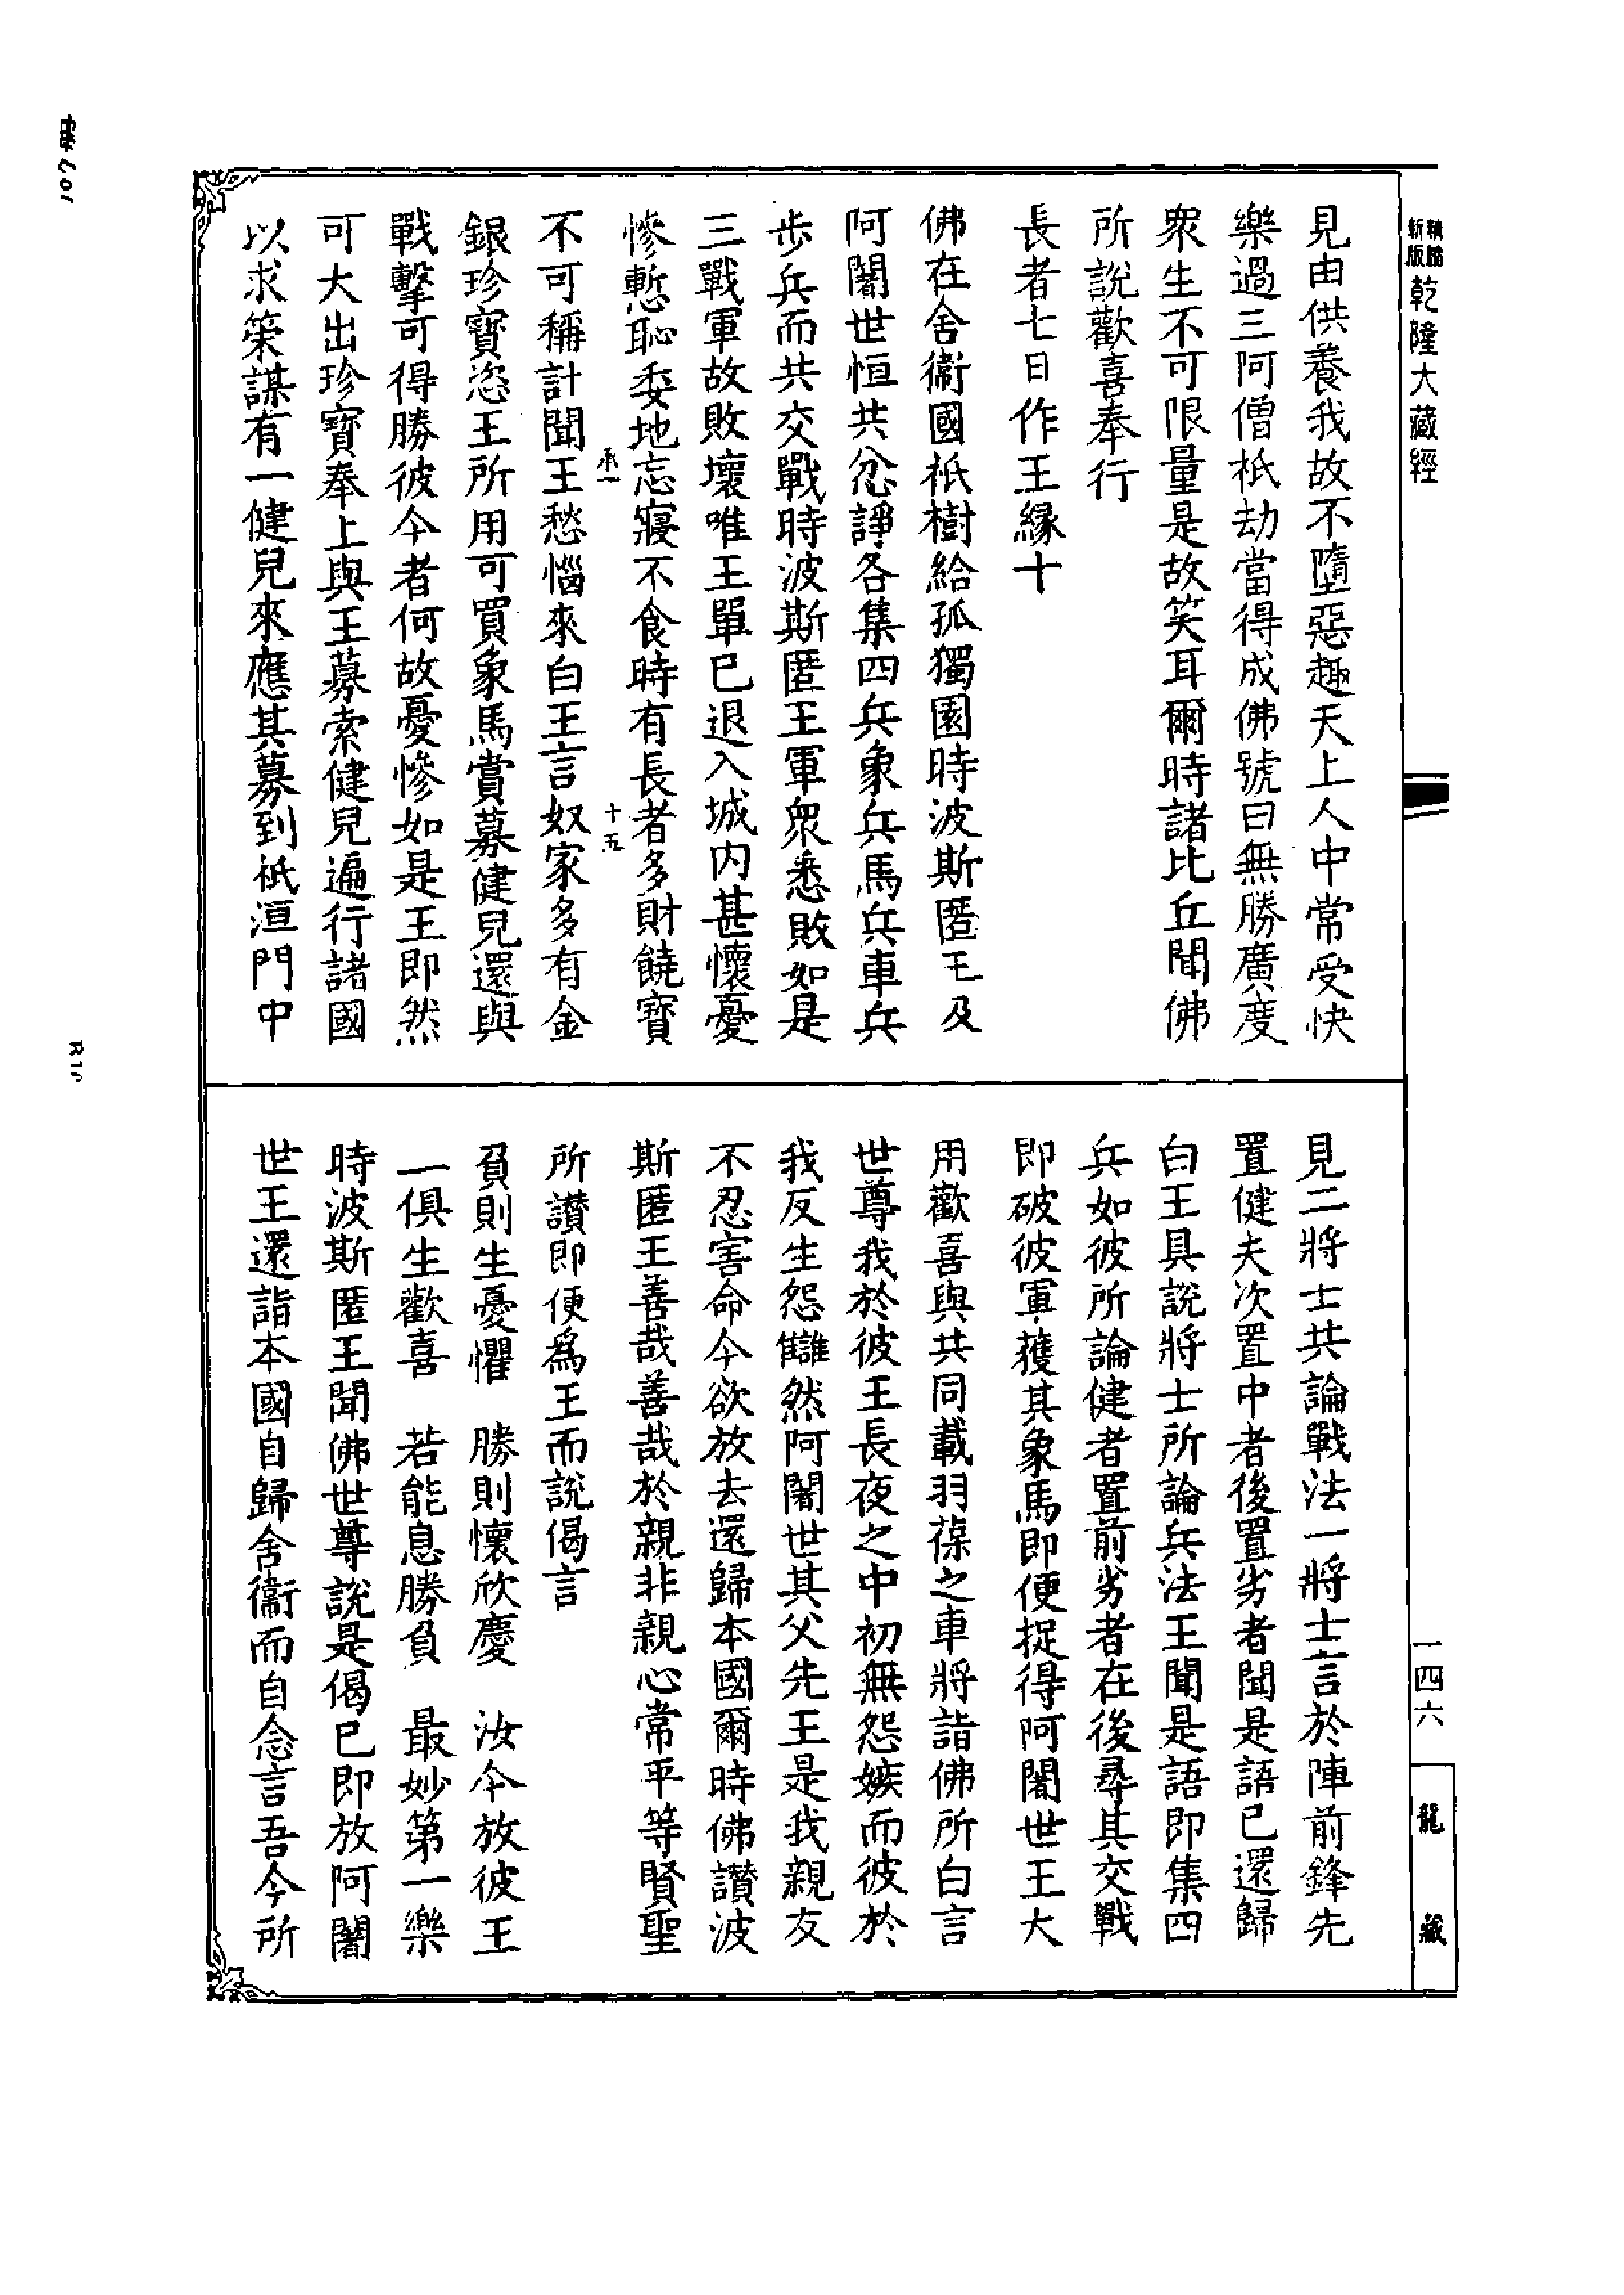 新編
新版
乾隆大藏經
見由供養我故不墮惡趣天上人中常受快
樂過三阿僧祇劫當得成佛號曰無勝廣度
衆生不可限量是故笑耳爾時諸比丘聞佛
所說歡喜奉行
長者七日作王緣十
佛在舍衞國祇樹給孤獨園時波斯匿王及
阿闍世恒共忿諍各集四兵象兵馬兵車兵
步兵而共交戰時波斯匿王軍衆悉敗如是
三戰軍故敗壞唯王單已退入城内甚懷憂
慘慙恥委地忘寢不食時有長者多財饒寶
承一
十五
不可稱計聞王愁惱來白王言奴家多有金
銀珍寶恣王所用可買象馬賞募健兒還與
戰擊可得勝彼今者何故憂慘如是王即然
可大出珍寶奉上與王募索健兒遍行諸國
以求策謀有一健兒來應其募到祇洹門中
見二將士共論戰法一將士言於陣前鋒先
置健夫次置中者後置劣者聞是語已還歸
白王具說將士所論兵法王聞是語即集四
兵如彼所論健者置前劣者在後尋其交戰
即破彼軍獲其象馬即便捉得阿闍世王大
用歡喜與共同載羽葆之車將詣佛所白言
世尊我於彼王長夜之中初無怨嫉而彼於
我反生怨讎然阿闍世其父先王是我親友
不忍害命今欲放去還歸本國爾時佛讚波
斯匿王善哉善哉於親非親心常平等賢聖
所讚即便爲王而說偈言
負則生憂懼　勝則懷欣慶　汝今放彼王
一俱生歡喜　若能息勝負　最妙第一樂
時波斯匿王聞佛世尊說是偈已即放阿闍
世王還詣本國自歸舍衞而自念言吾今所
一四六
龍藏